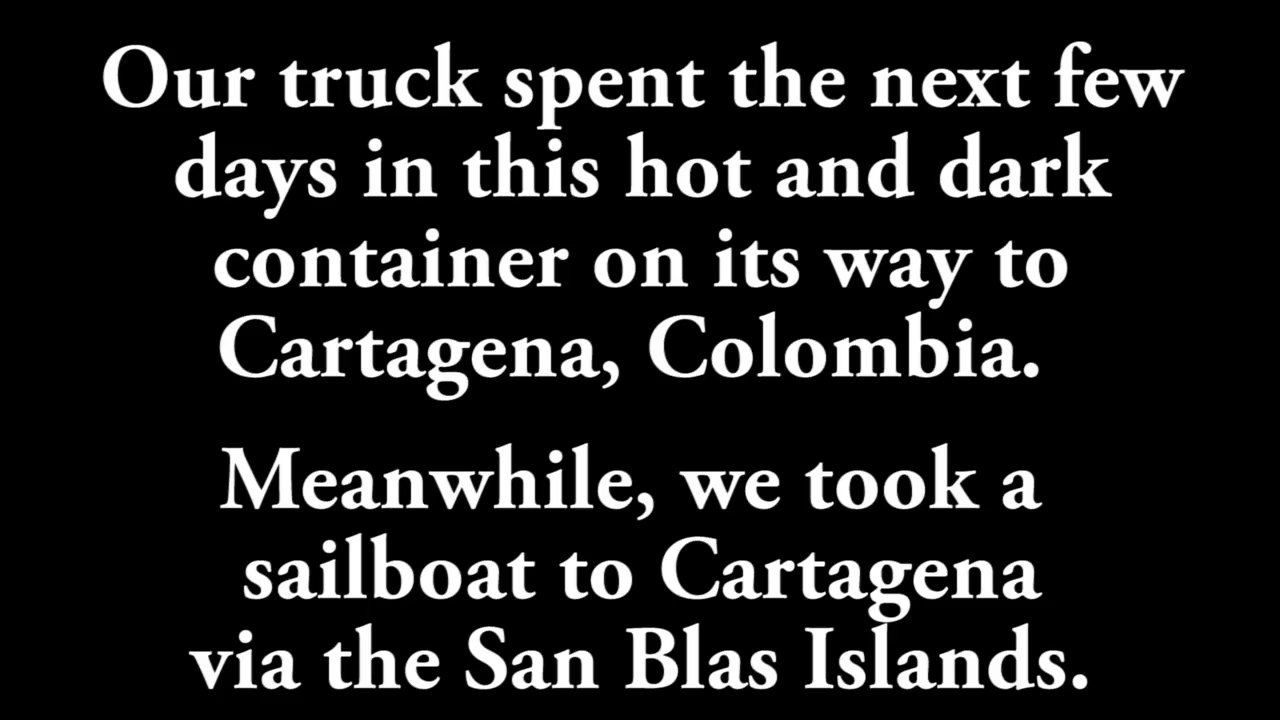 Our truck spent the next few
days in this hot and dark
container on its way to
Cartagena, Colombia.
Meanwhile, we took a
sailboat to Cartagena
via the San Blas Islands.